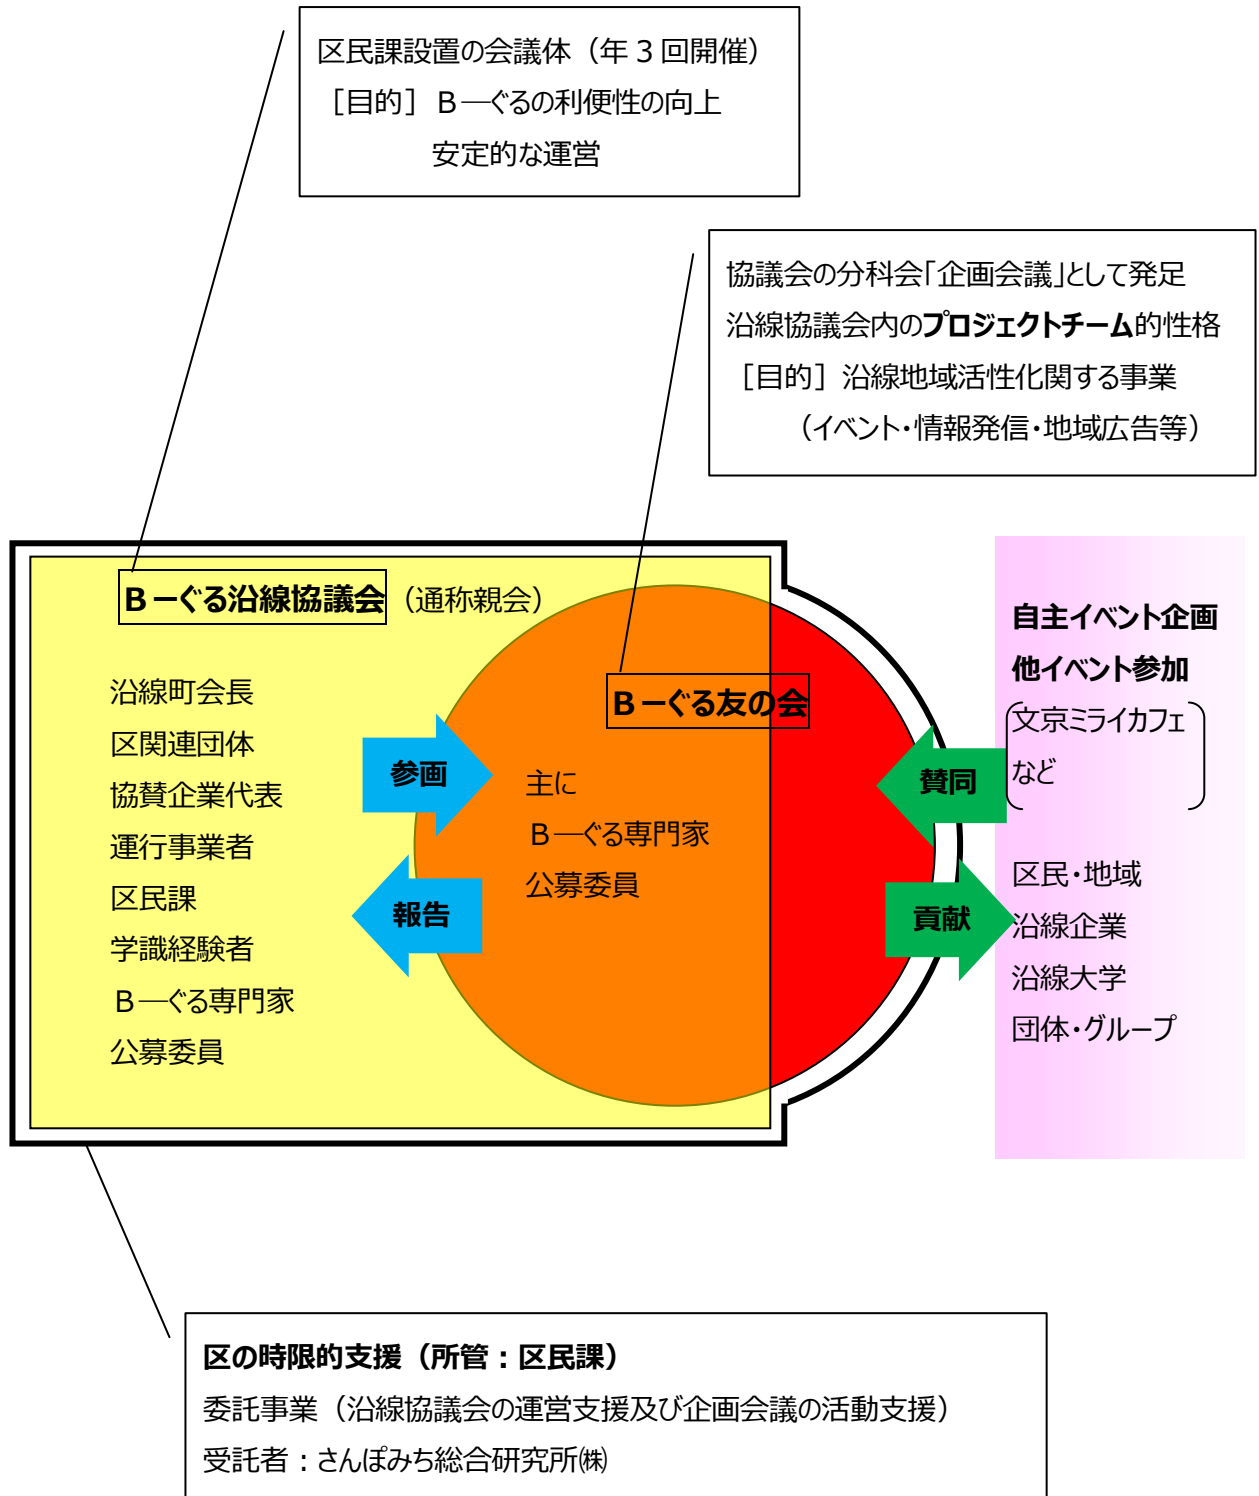 区民課設置の会議体（年３回開催）
［目的］Ｂ―ぐるの利便性の向上
安定的な運営
協議会の分科会「企画会議」として発足
沿線協議会内のプロジェクトチーム的性格
［目的］沿線地域活性化関する事業
（イベント・情報発信・地域広告等）
Ｂーぐる沿線協議会（通称親会）
沿線町会長
区関連団体
協賛企業代表
運行事業者
区民課
学識経験者
Ｂ―ぐる専門家
公募委員
参画
報告
Ｂーぐる友の会
主に
Ｂ―ぐる専門家
公募委員
賛同
貢献
自主イベント企画
他イベント参加
文京ミライカフェ
など
区民・地域
沿線企業
沿線大学
団体・グループ
区の時限的支援（所管：区民課）
委託事業（沿線協議会の運営支援及び企画会議の活動支援）
受託者：さんぽみち総合研究所㈱